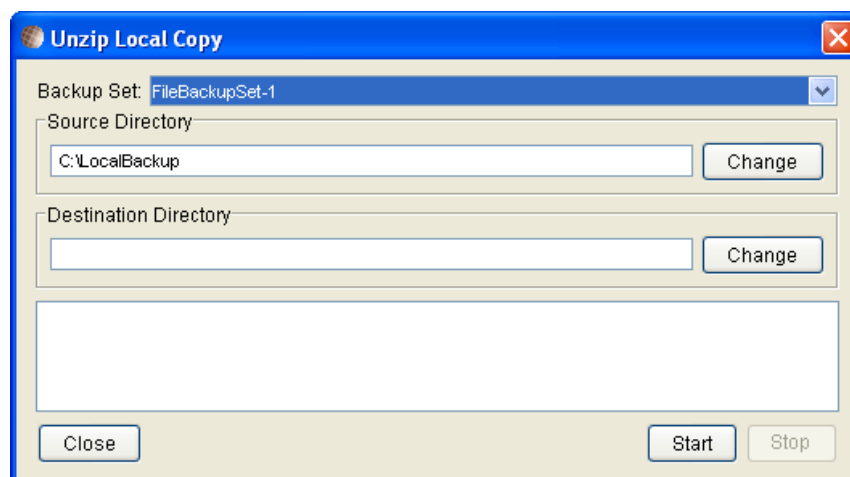 Unzip Local Copy
Backup Set: FileBackupSet-1
Source Directory
C:\LocalBackup Change
Destination Directory
Change
Close Start Stop